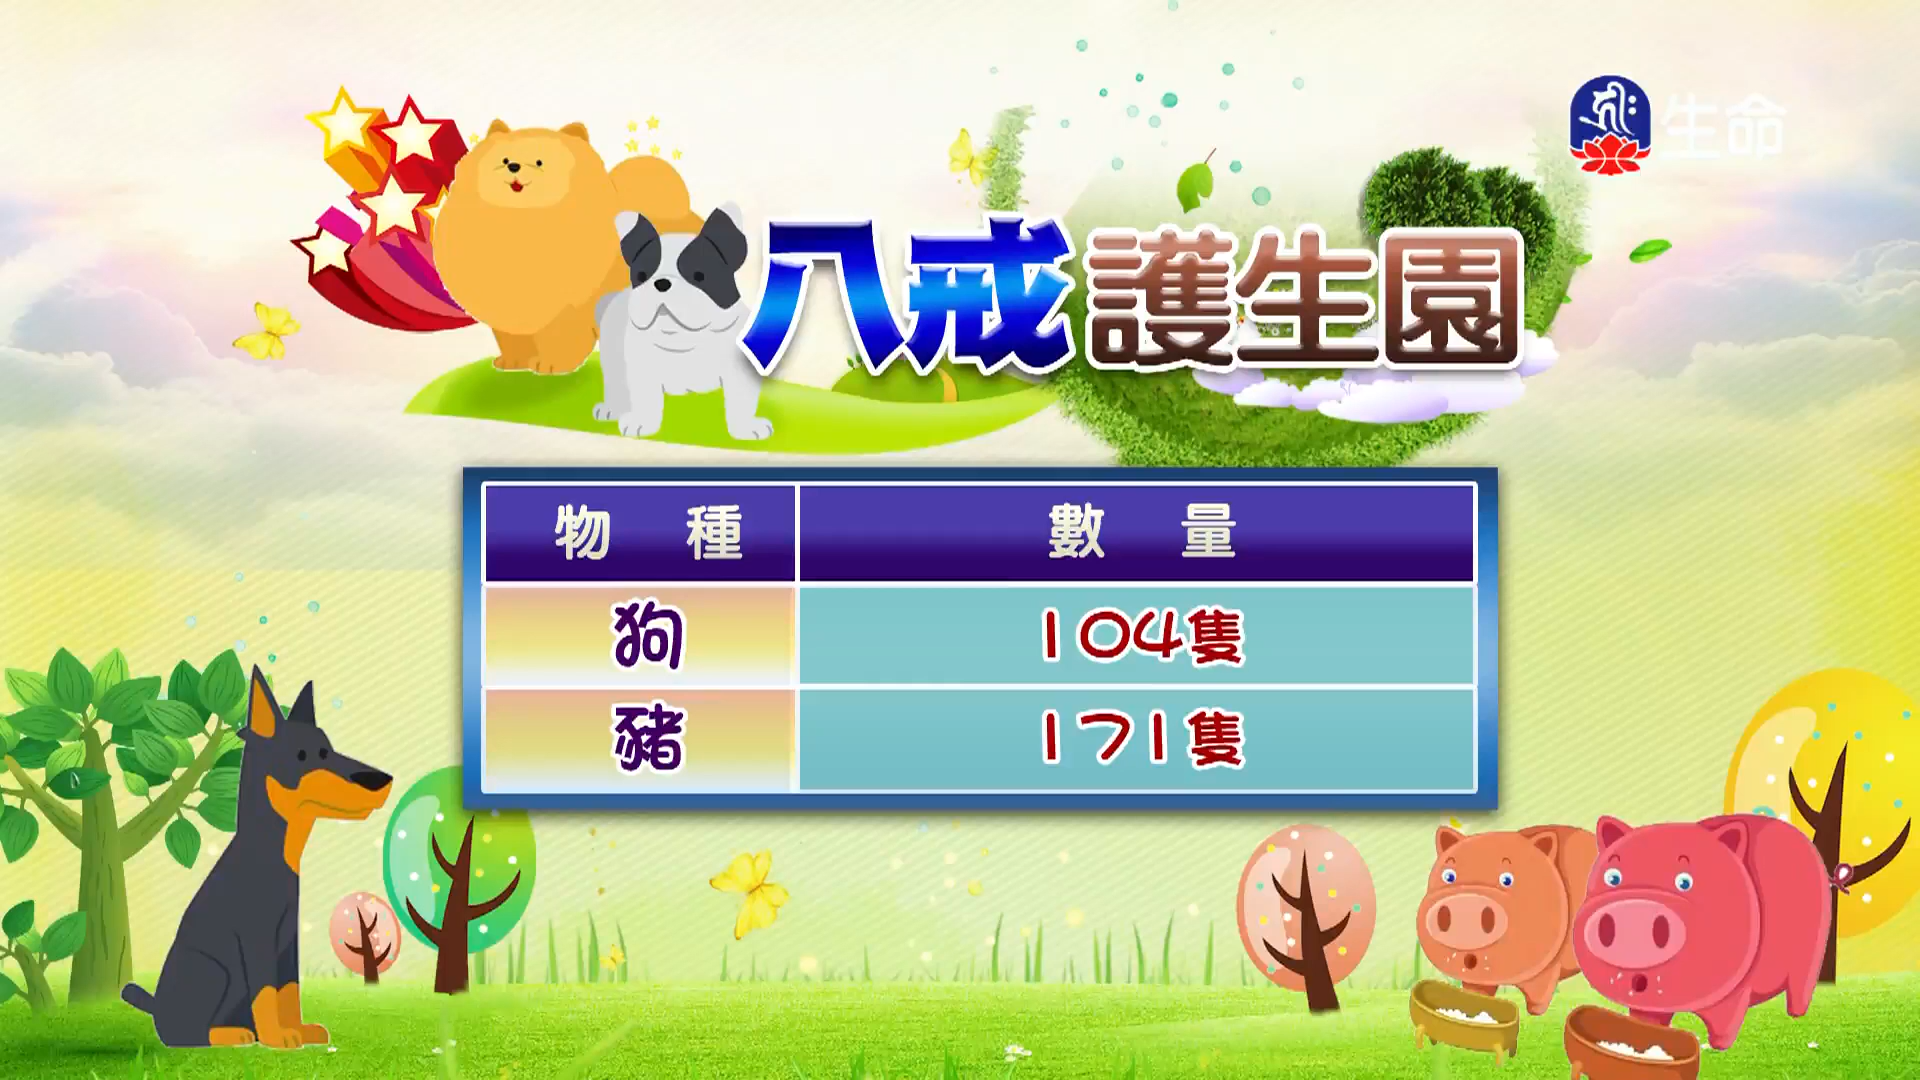 生命
八戒護生園
物種 數量
狗 104隻
豬 171隻